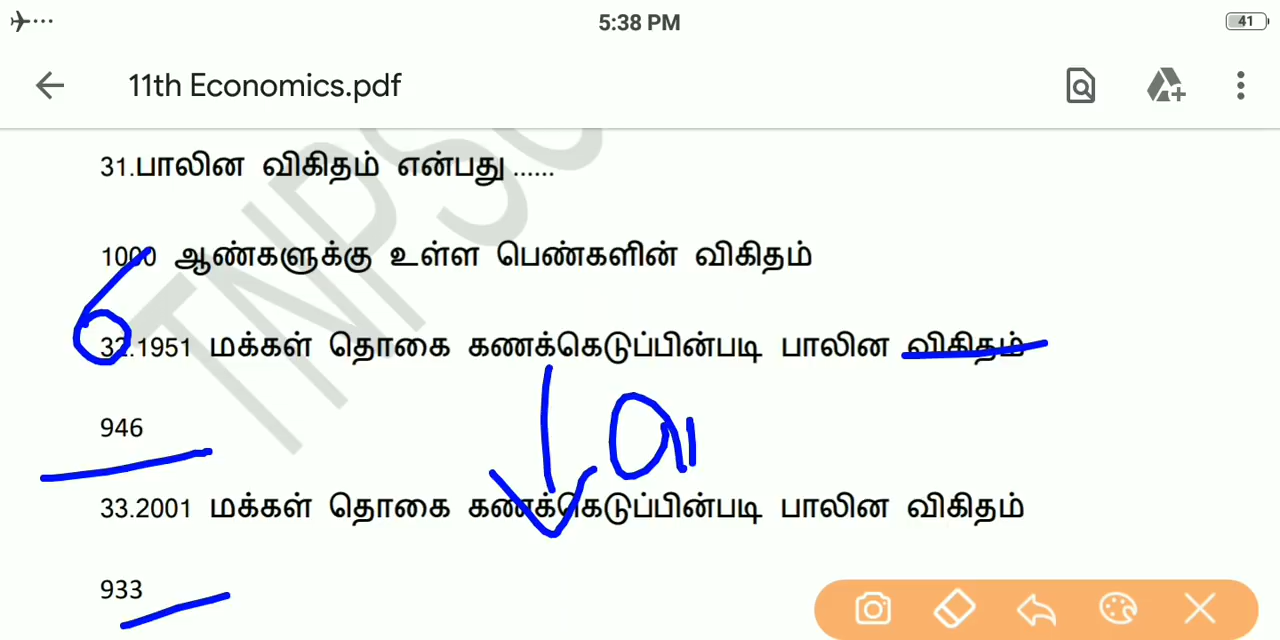 5:38 PM
41
11th Economics.pdf
TNPSC
31.பாலின விகிதம் என்பது ......
1000 ஆண்களுக்கு உள்ள பெண்களின் விகிதம்
32.1951 மக்கள் தொகை கணக்கெடுப்பின்படி பாலின விகிதம்
946
33.2001 மக்கள் தொகை கணக்கெடுப்பின்படி பாலின விகிதம்
933